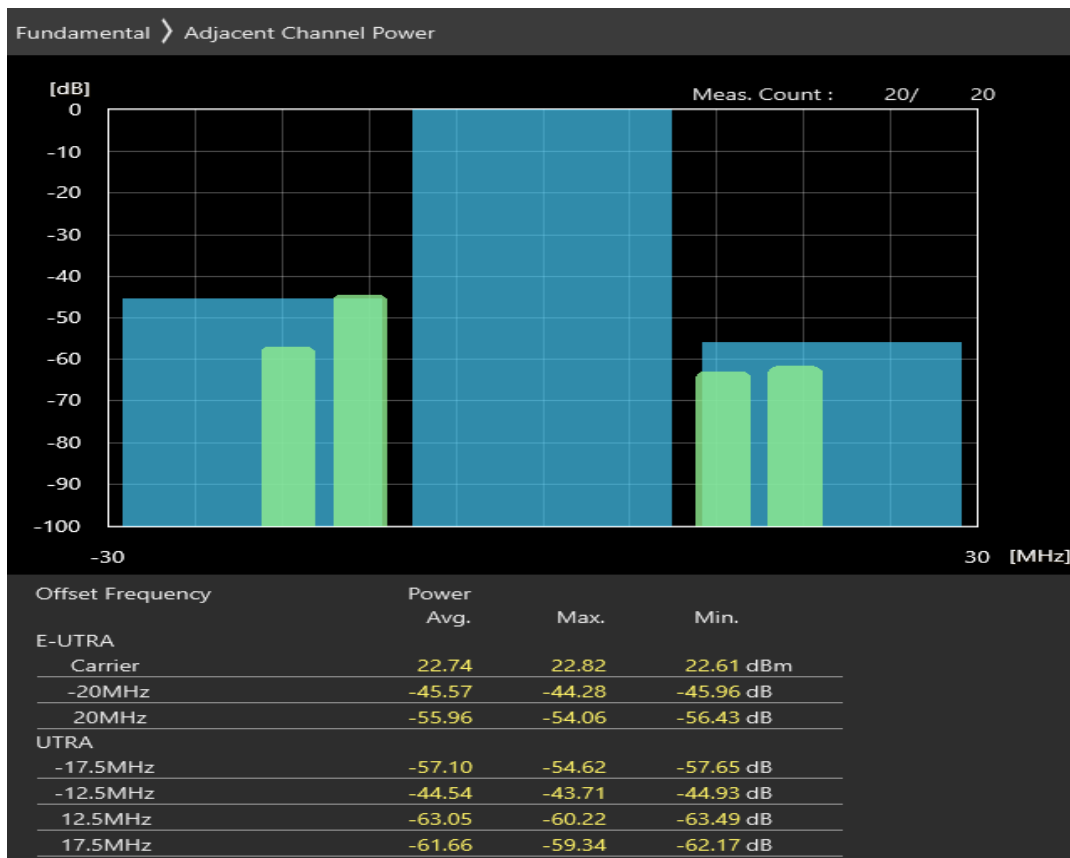 Fundamental 〉 Adjacent Channel Power
[dB]
Meas. Count : 20/ 20
0
-10
-20
-30
-40
-50
-60
-70
-80
-90
-100
-30 30 [MHz]
Offset Frequency Power
Avg. Max. Min.
E-UTRA
Carrier 22.74 22.82 22.61 dBm
-20MHz -45.57 -44.28 -45.96 dB
20MHz -55.96 -54.06 -56.43 dB
UTRA
-17.5MHz -57.10 -54.62 -57.65 dB
-12.5MHz -44.54 -43.71 -44.93 dB
12.5MHz -63.05 -60.22 -63.49 dB
17.5MHz -61.66 -59.34 -62.17 dB